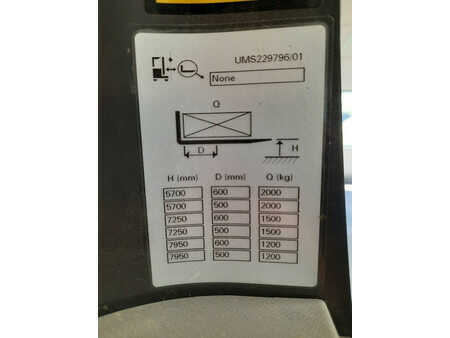 UMS229796/01
None
Q
D
H
H (mm) D (mm) Q (kg)
5700 600 2000
5700 500 2000
7250 600 1500
7250 500 1500
7950 600 1200
7950 500 1200